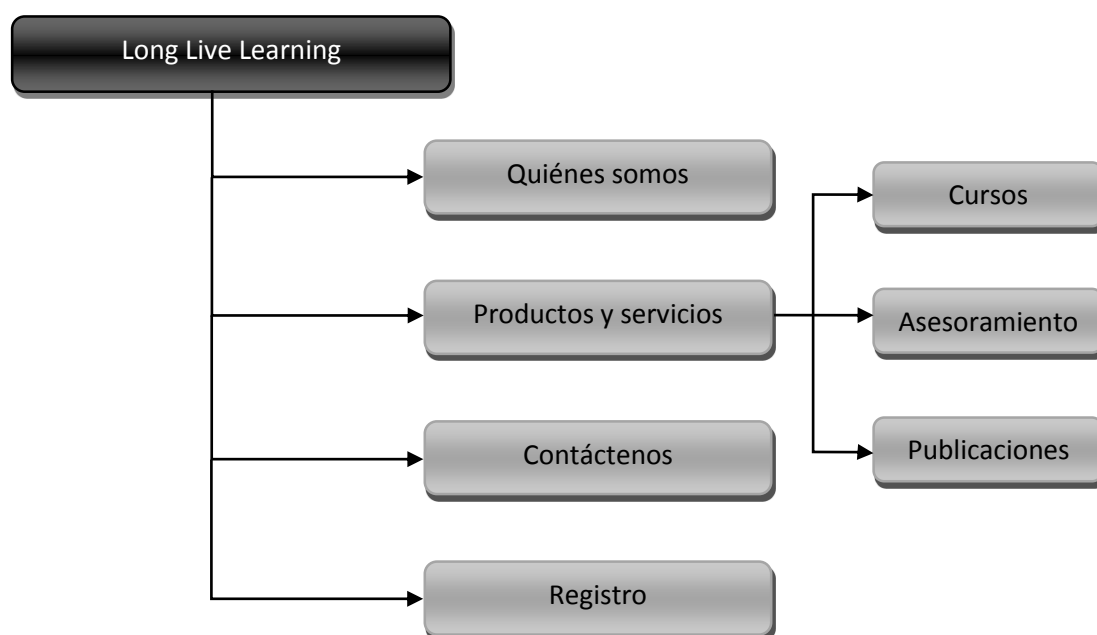 Long Live Learning
Quiénes somos
Productos y servicios
Contáctenos
Registro
Cursos
Asesoramiento
Publicaciones